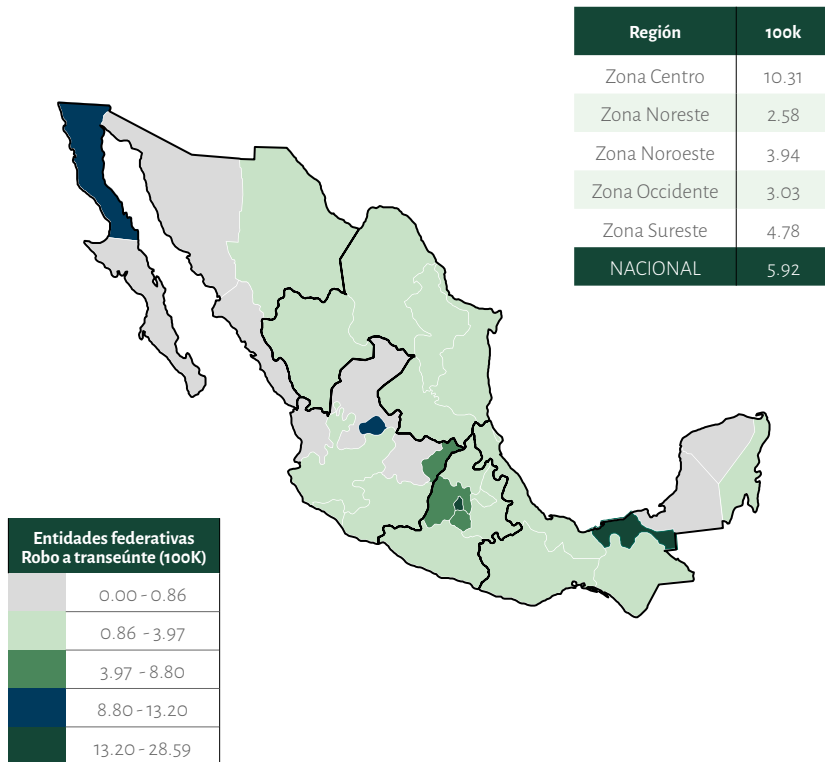 Región 100k
Zona Centro 10.31
Zona Noreste 2.58
Zona Noroeste 3.94
Zona Occidente 3.03
Zona Sureste 4.78
NACIONAL 5.92
Entidades federativas
Robo a transeúnte (100K)
0.00 - 0.86
0.86 - 3.97
3.97 - 8.80
8.80 - 13.20
13.20 - 28.59